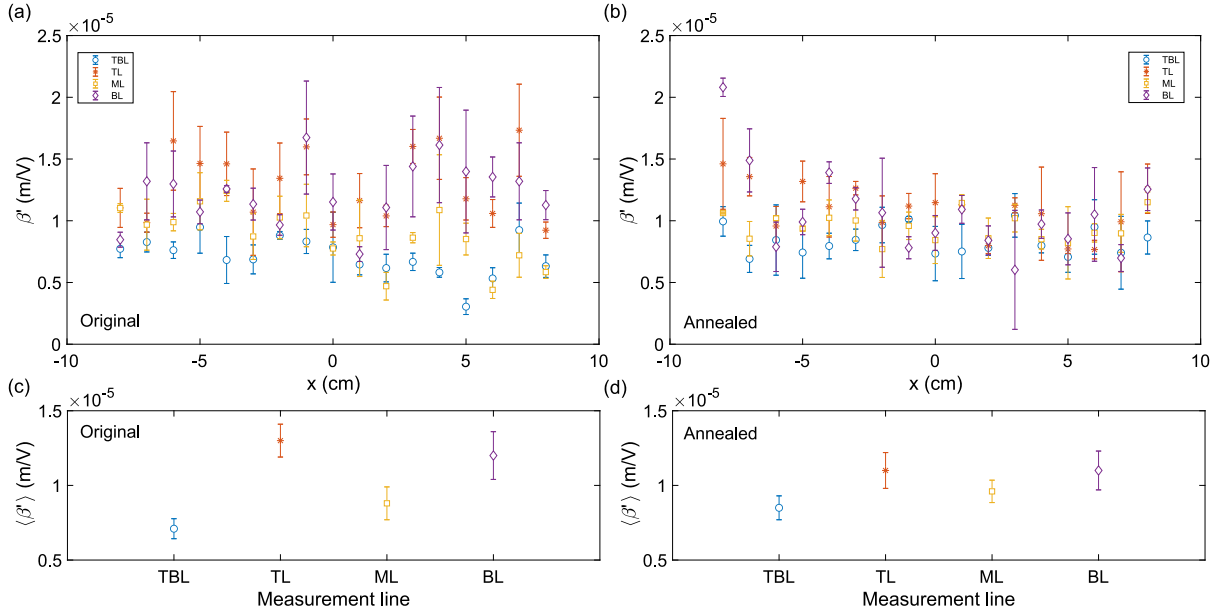 (a)
×10⁻⁵
2.5
2
1.5
1
0.5
0
β' (m/V)
TBL
TL
ML
BL
Original
-10
-5
0
5
10
x (cm)
(b)
×10⁻⁵
2.5
2
1.5
1
0.5
0
β' (m/V)
TBL
TL
ML
BL
Annealed
-10
-5
0
5
10
x (cm)
(c)
×10⁻⁵
1.5
1
0.5
⟨β'⟩ (m/V)
Original
TBL
TL
ML
BL
Measurement line
(d)
×10⁻⁵
1.5
1
0.5
⟨β'⟩ (m/V)
Annealed
TBL
TL
ML
BL
Measurement line